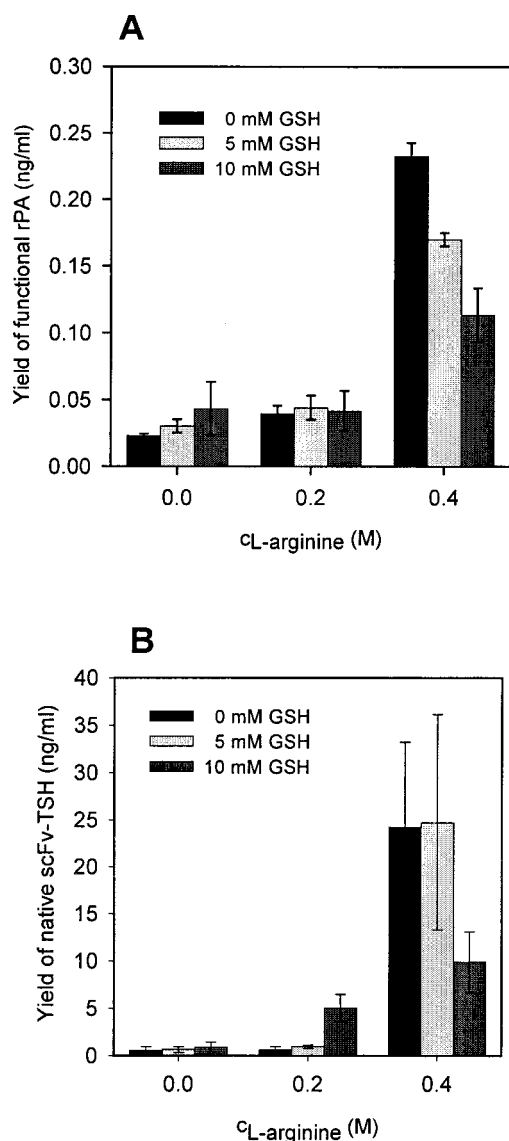 A
Yield of functional rPA (ng/ml)
0.30
0.25
0.20
0.15
0.10
0.05
0.00
0 mM GSH
5 mM GSH
10 mM GSH
0.0 0.2 0.4
cL-arginine (M)
B
Yield of native scFv-TSH (ng/ml)
40
35
30
25
20
15
10
5
0
0 mM GSH
5 mM GSH
10 mM GSH
0.0 0.2 0.4
cL-arginine (M)